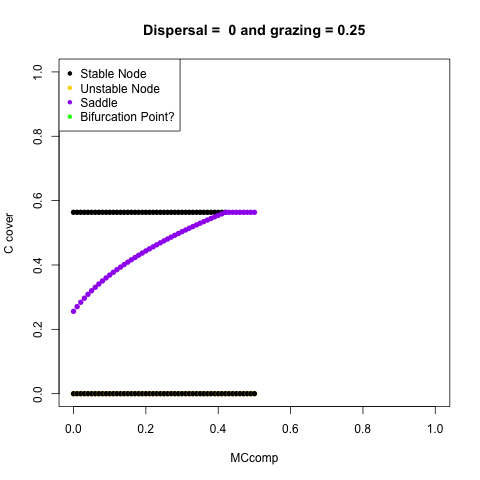 Dispersal =  0 and grazing = 0.25
Stable Node
Unstable Node
Saddle
Bifurcation Point?
C cover
1.0
0.8
0.6
0.4
0.2
0.0
0.0 0.2 0.4 0.6 0.8 1.0
MCcomp